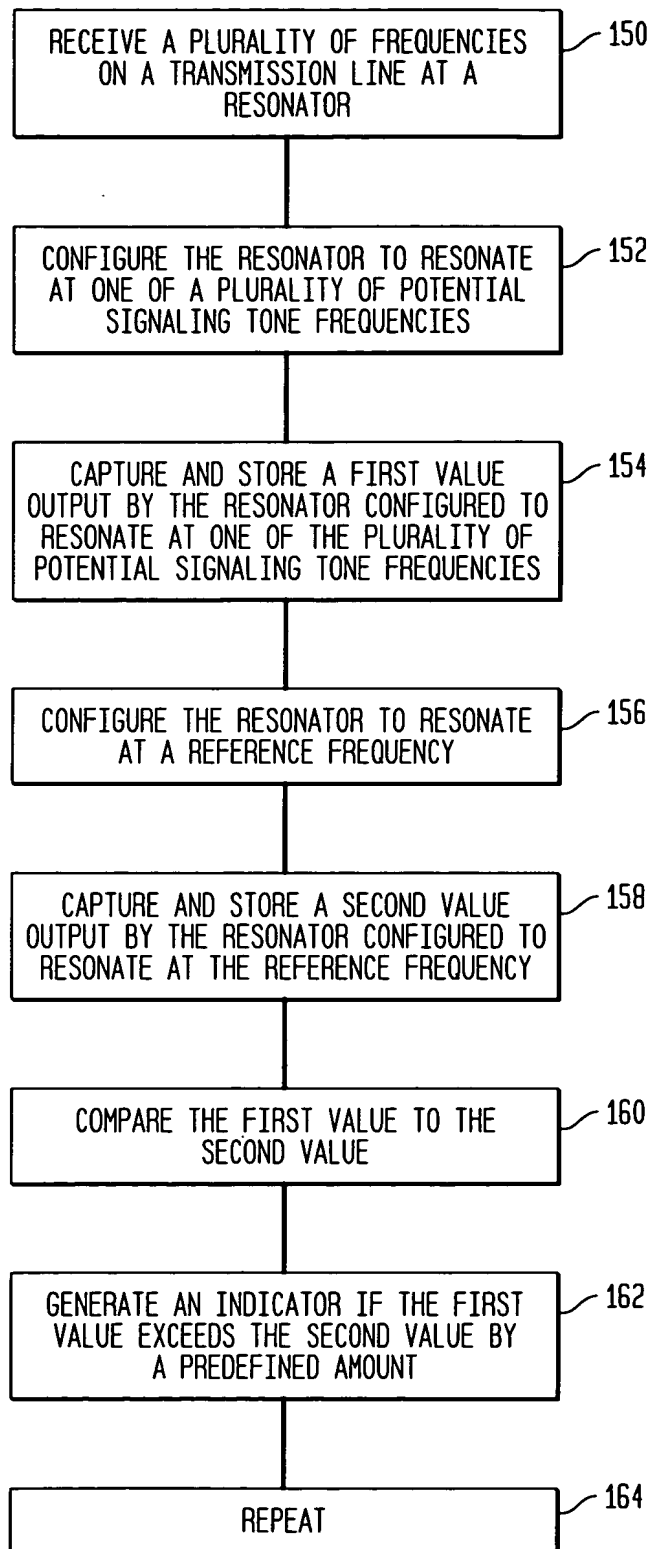 RECEIVE A PLURALITY OF FREQUENCIES
ON A TRANSMISSION LINE AT A
RESONATOR
150
CONFIGURE THE RESONATOR TO RESONATE
AT ONE OF A PLURALITY OF POTENTIAL
SIGNALING TONE FREQUENCIES
152
CAPTURE AND STORE A FIRST VALUE
OUTPUT BY THE RESONATOR CONFIGURED TO
RESONATE AT ONE OF THE PLURALITY OF
POTENTIAL SIGNALING TONE FREQUENCIES
154
CONFIGURE THE RESONATOR TO RESONATE
AT A REFERENCE FREQUENCY
156
CAPTURE AND STORE A SECOND VALUE
OUTPUT BY THE RESONATOR CONFIGURED TO
RESONATE AT THE REFERENCE FREQUENCY
158
COMPARE THE FIRST VALUE TO THE
SECOND VALUE
160
GENERATE AN INDICATOR IF THE FIRST
VALUE EXCEEDS THE SECOND VALUE BY
A PREDEFINED AMOUNT
162
REPEAT
164